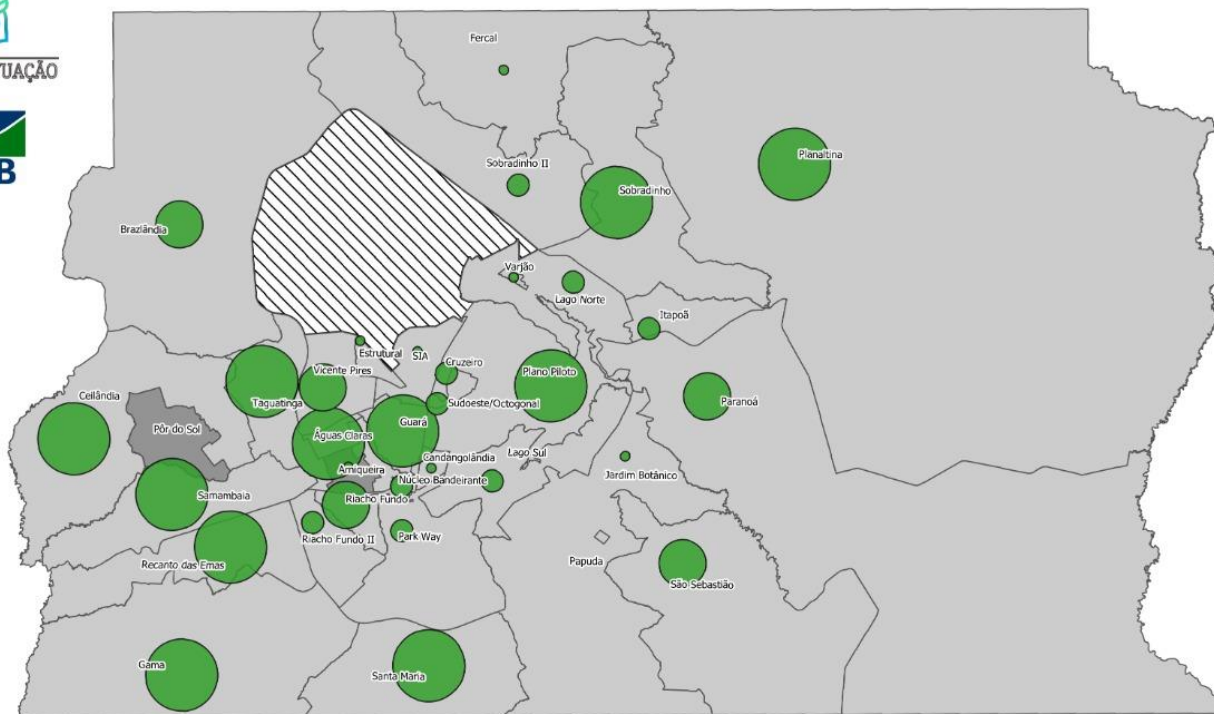 UAÇÃO
B
Fercal
Sobradinho II
Planaltina
Sobradinho
Brazlândia
Varjão
Lago Norte
Itapoã
Estrutural
SIA
Cruzeiro
Vicente Pires
Plano Piloto
Ceilândia
Taguatinga
Sudoeste/Octogonal
Paranoá
Pôr do Sol
Águas Claras
Guará
Lago Sul
Candangolândia
Arniqueira
Núcleo Bandeirante
Jardim Botânico
Samambaia
Riacho Fundo
Riacho Fundo II
Park Way
Recanto das Emas
Papuda
São Sebastião
Gama
Santa Maria